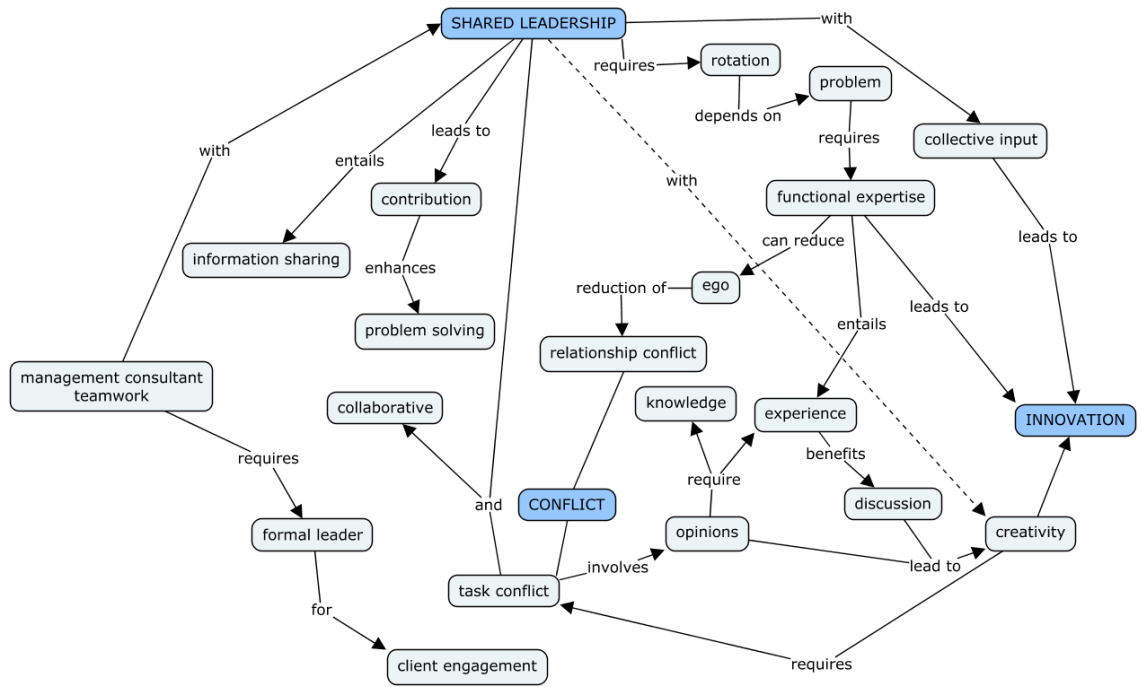 SHARED LEADERSHIP
with
requires
rotation
problem
depends on
leads to
requires
collective input
with
entails
with
contribution
functional expertise
can reduce
leads to
information sharing
enhances
reduction of
ego
leads to
problem solving
entails
relationship conflict
management consultant
teamwork
collaborative
knowledge
experience
INNOVATION
requires
benefits
require
and
CONFLICT
discussion
formal leader
opinions
creativity
involves
lead to
task conflict
for
client engagement
requires